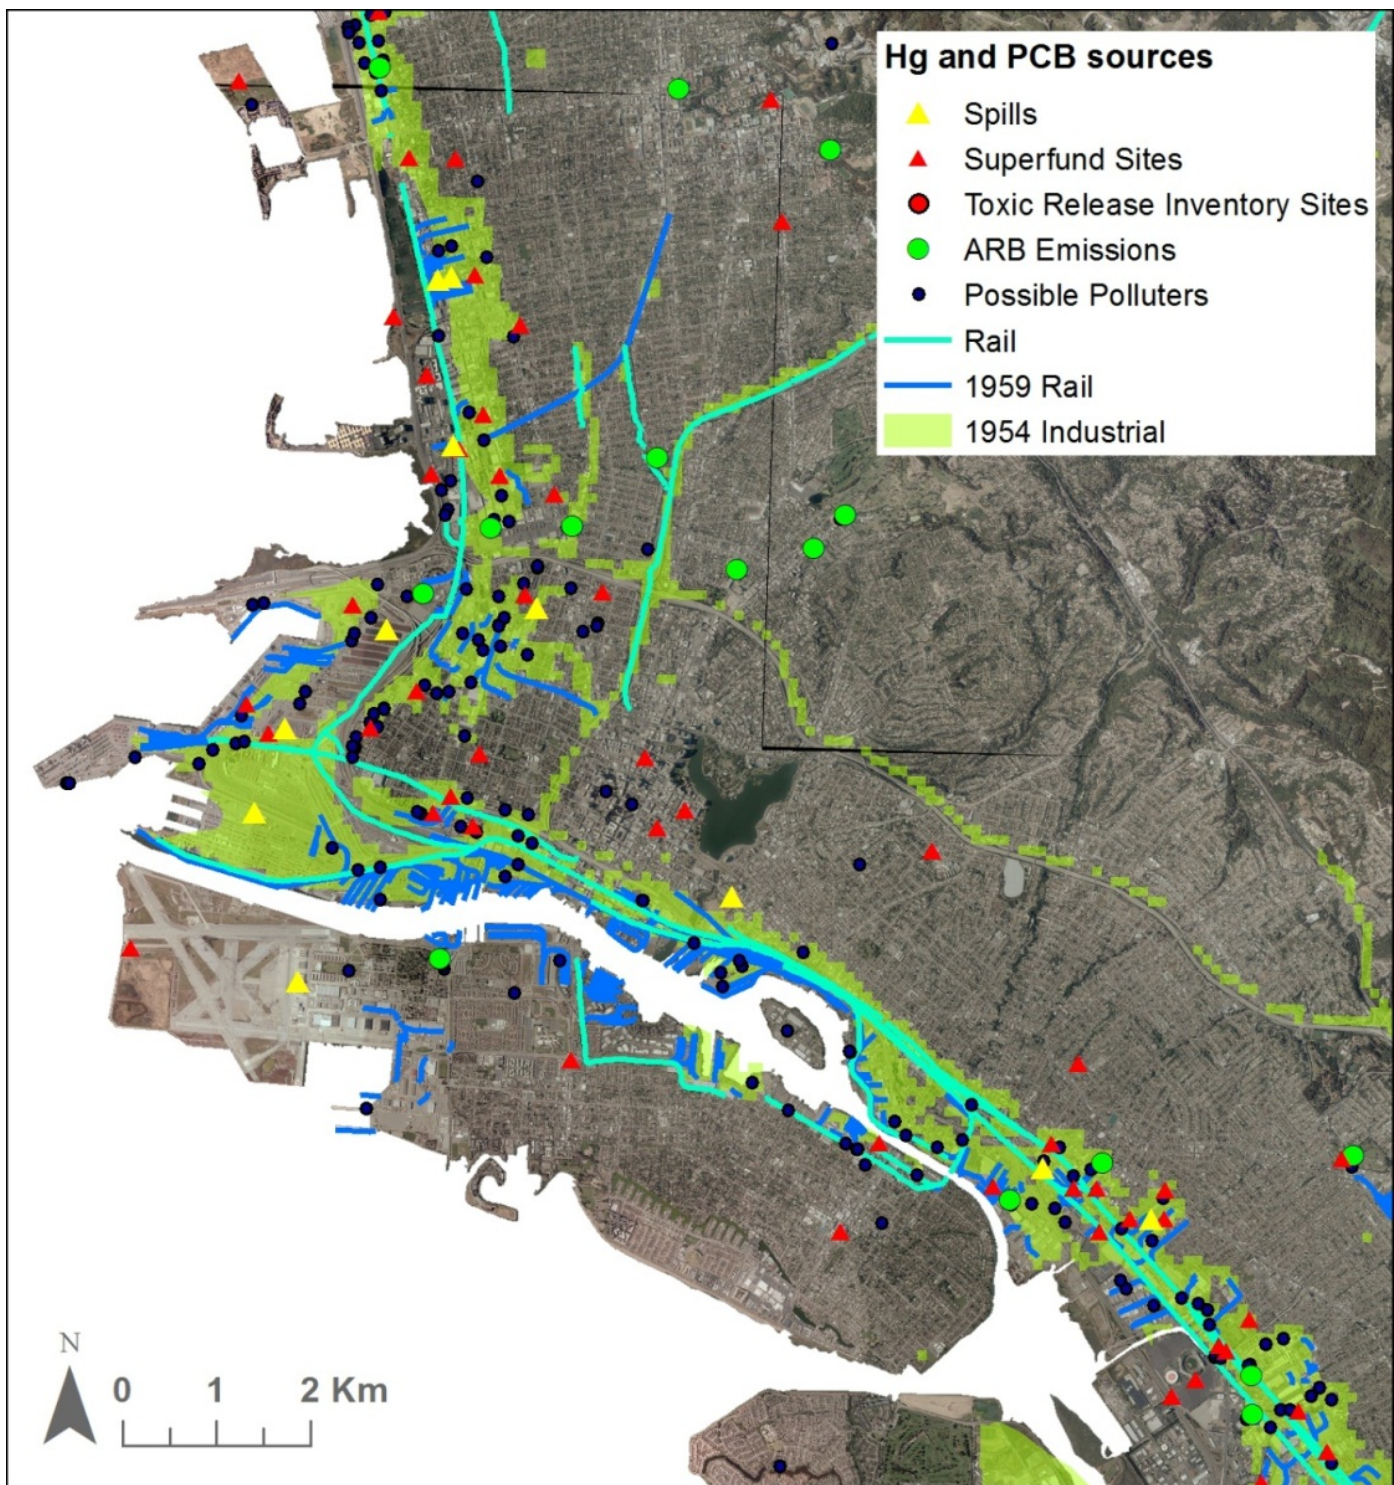 Hg and PCB sources
Spills
Superfund Sites
Toxic Release Inventory Sites
ARB Emissions
Possible Polluters
Rail
1959 Rail
1954 Industrial
N
0 1 2 Km